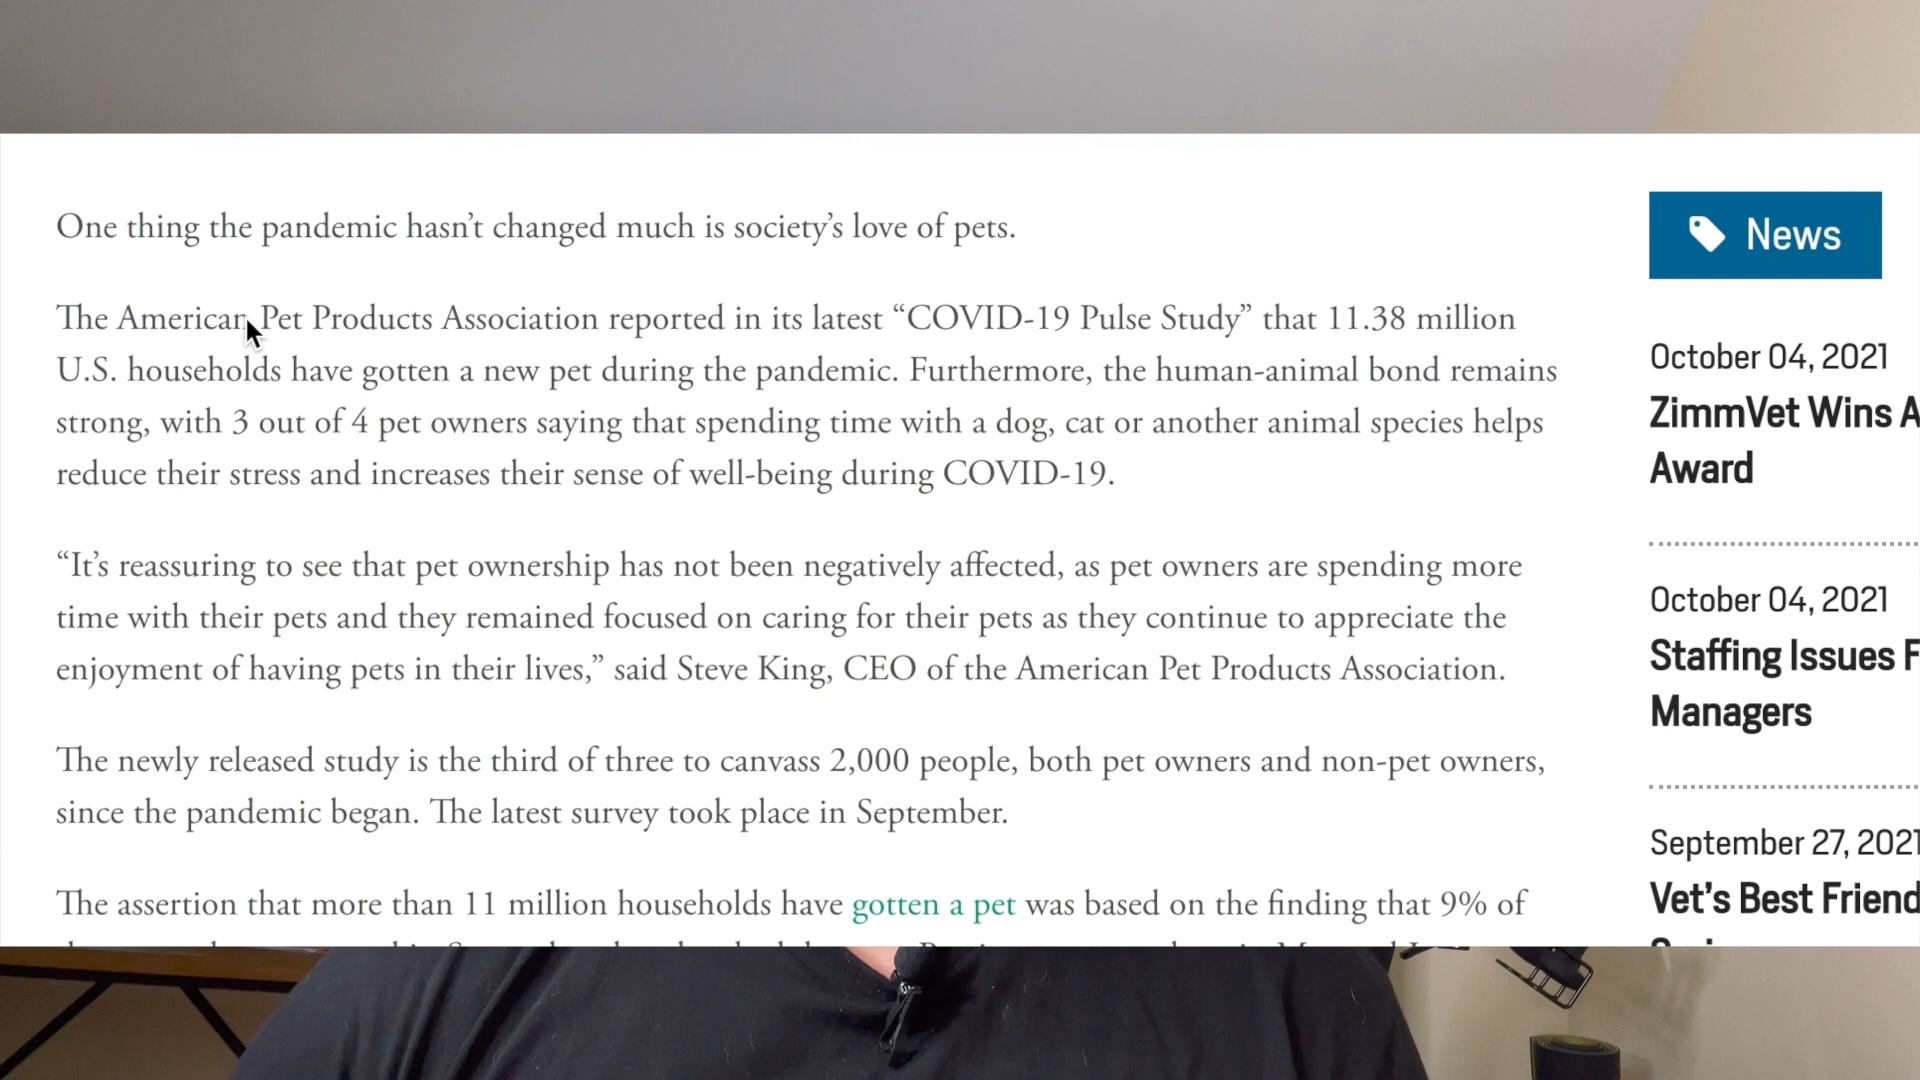 One thing the pandemic hasn’t changed much is society’s love of pets.
The American Pet Products Association reported in its latest “COVID-19 Pulse Study” that 11.38 million
U.S. households have gotten a new pet during the pandemic. Furthermore, the human-animal bond remains
strong, with 3 out of 4 pet owners saying that spending time with a dog, cat or another animal species helps
reduce their stress and increases their sense of well-being during COVID-19.
“It’s reassuring to see that pet ownership has not been negatively affected, as pet owners are spending more
time with their pets and they remained focused on caring for their pets as they continue to appreciate the
enjoyment of having pets in their lives,” said Steve King, CEO of the American Pet Products Association.
The newly released study is the third of three to canvass 2,000 people, both pet owners and non-pet owners,
since the pandemic began. The latest survey took place in September.
The assertion that more than 11 million households have gotten a pet was based on the finding that 9% of
News
October 04, 2021
ZimmVet Wins A
Award
October 04, 2021
Staffing Issues F
Managers
September 27, 2021
Vet’s Best Friend